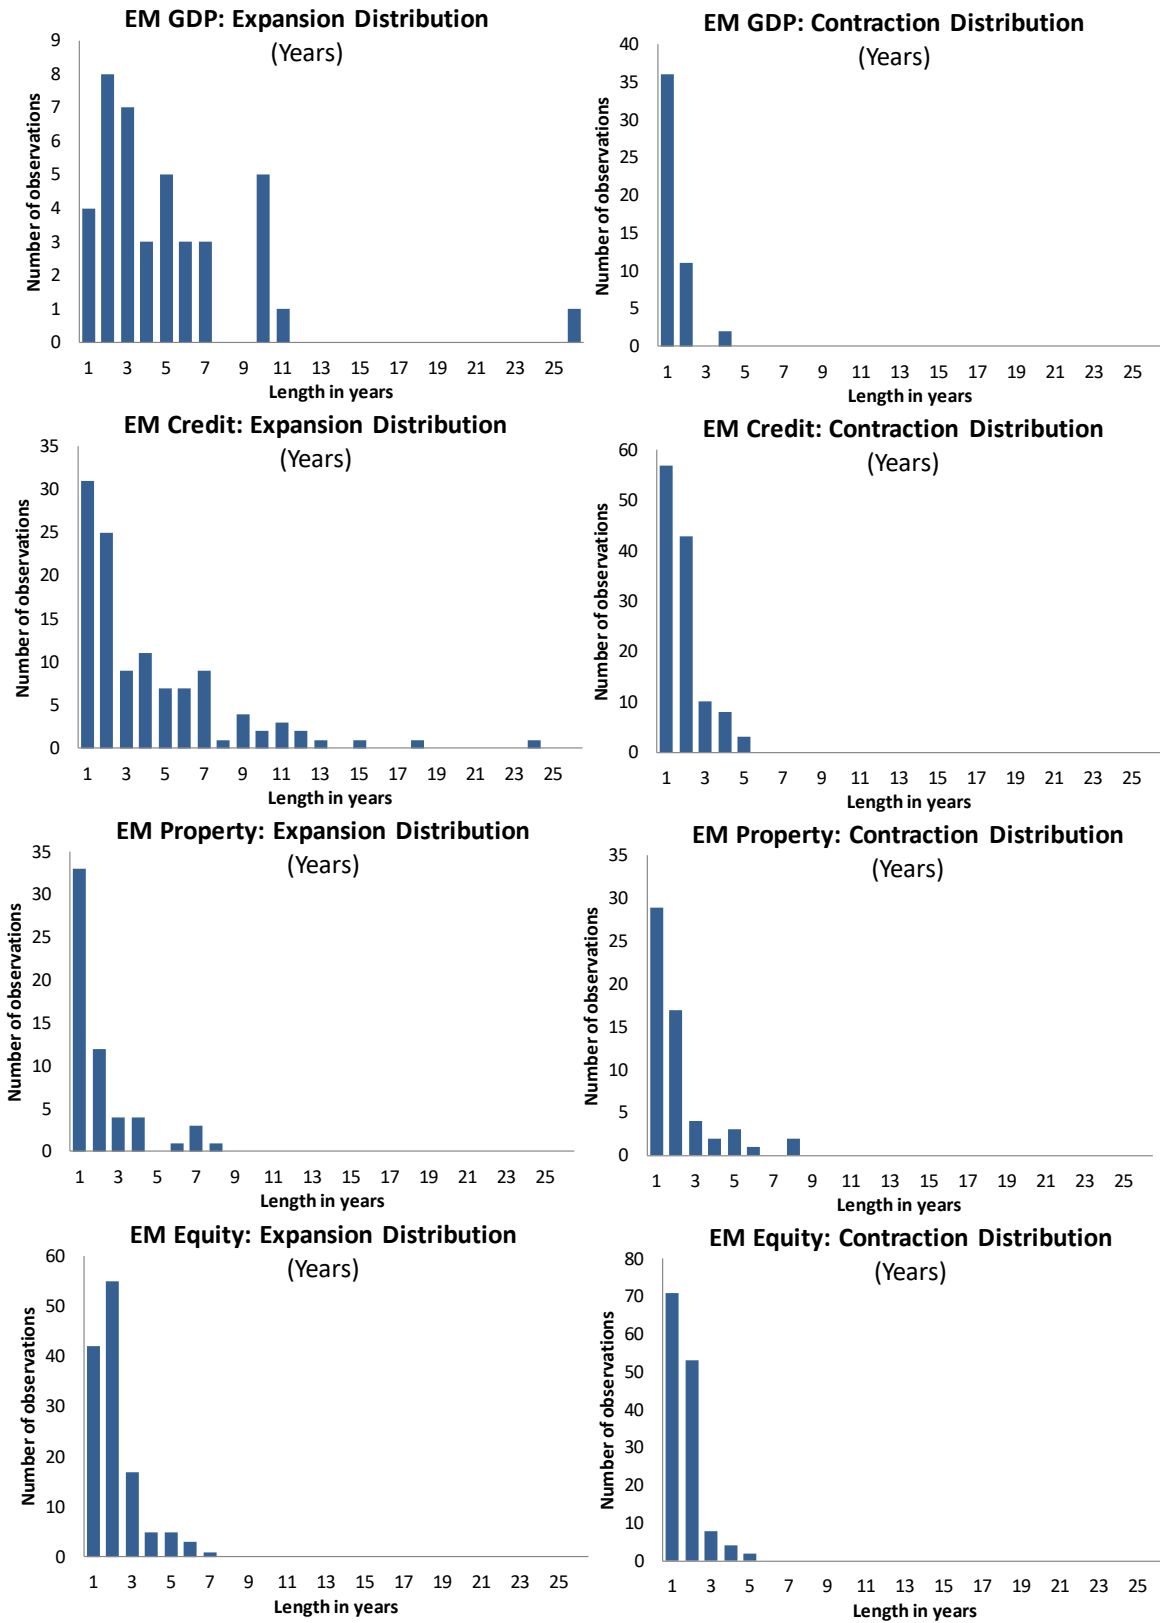 EM GDP: Expansion Distribution
(Years)
Number of observations
9
8
7
6
5
4
3
2
1
0
1 3 5 7 9 11 13 15 17 19 21 23 25
Length in years
EM GDP: Contraction Distribution
(Years)
Number of observations
40
35
30
25
20
15
10
5
0
1 3 5 7 9 11 13 15 17 19 21 23 25
Length in years
EM Credit: Expansion Distribution
(Years)
Number of observations
35
30
25
20
15
10
5
0
1 3 5 7 9 11 13 15 17 19 21 23 25
Length in years
EM Credit: Contraction Distribution
(Years)
Number of observations
60
50
40
30
20
10
0
1 3 5 7 9 11 13 15 17 19 21 23 25
Length in years
EM Property: Expansion Distribution
(Years)
Number of observations
35
30
25
20
15
10
5
0
1 3 5 7 9 11 13 15 17 19 21 23 25
Length in years
EM Property: Contraction Distribution
(Years)
Number of observations
35
30
25
20
15
10
5
0
1 3 5 7 9 11 13 15 17 19 21 23 25
Length in years
EM Equity: Expansion Distribution
(Years)
Number of observations
60
50
40
30
20
10
0
1 3 5 7 9 11 13 15 17 19 21 23 25
Length in years
EM Equity: Contraction Distribution
(Years)
Number of observations
80
70
60
50
40
30
20
10
0
1 3 5 7 9 11 13 15 17 19 21 23 25
Length in years